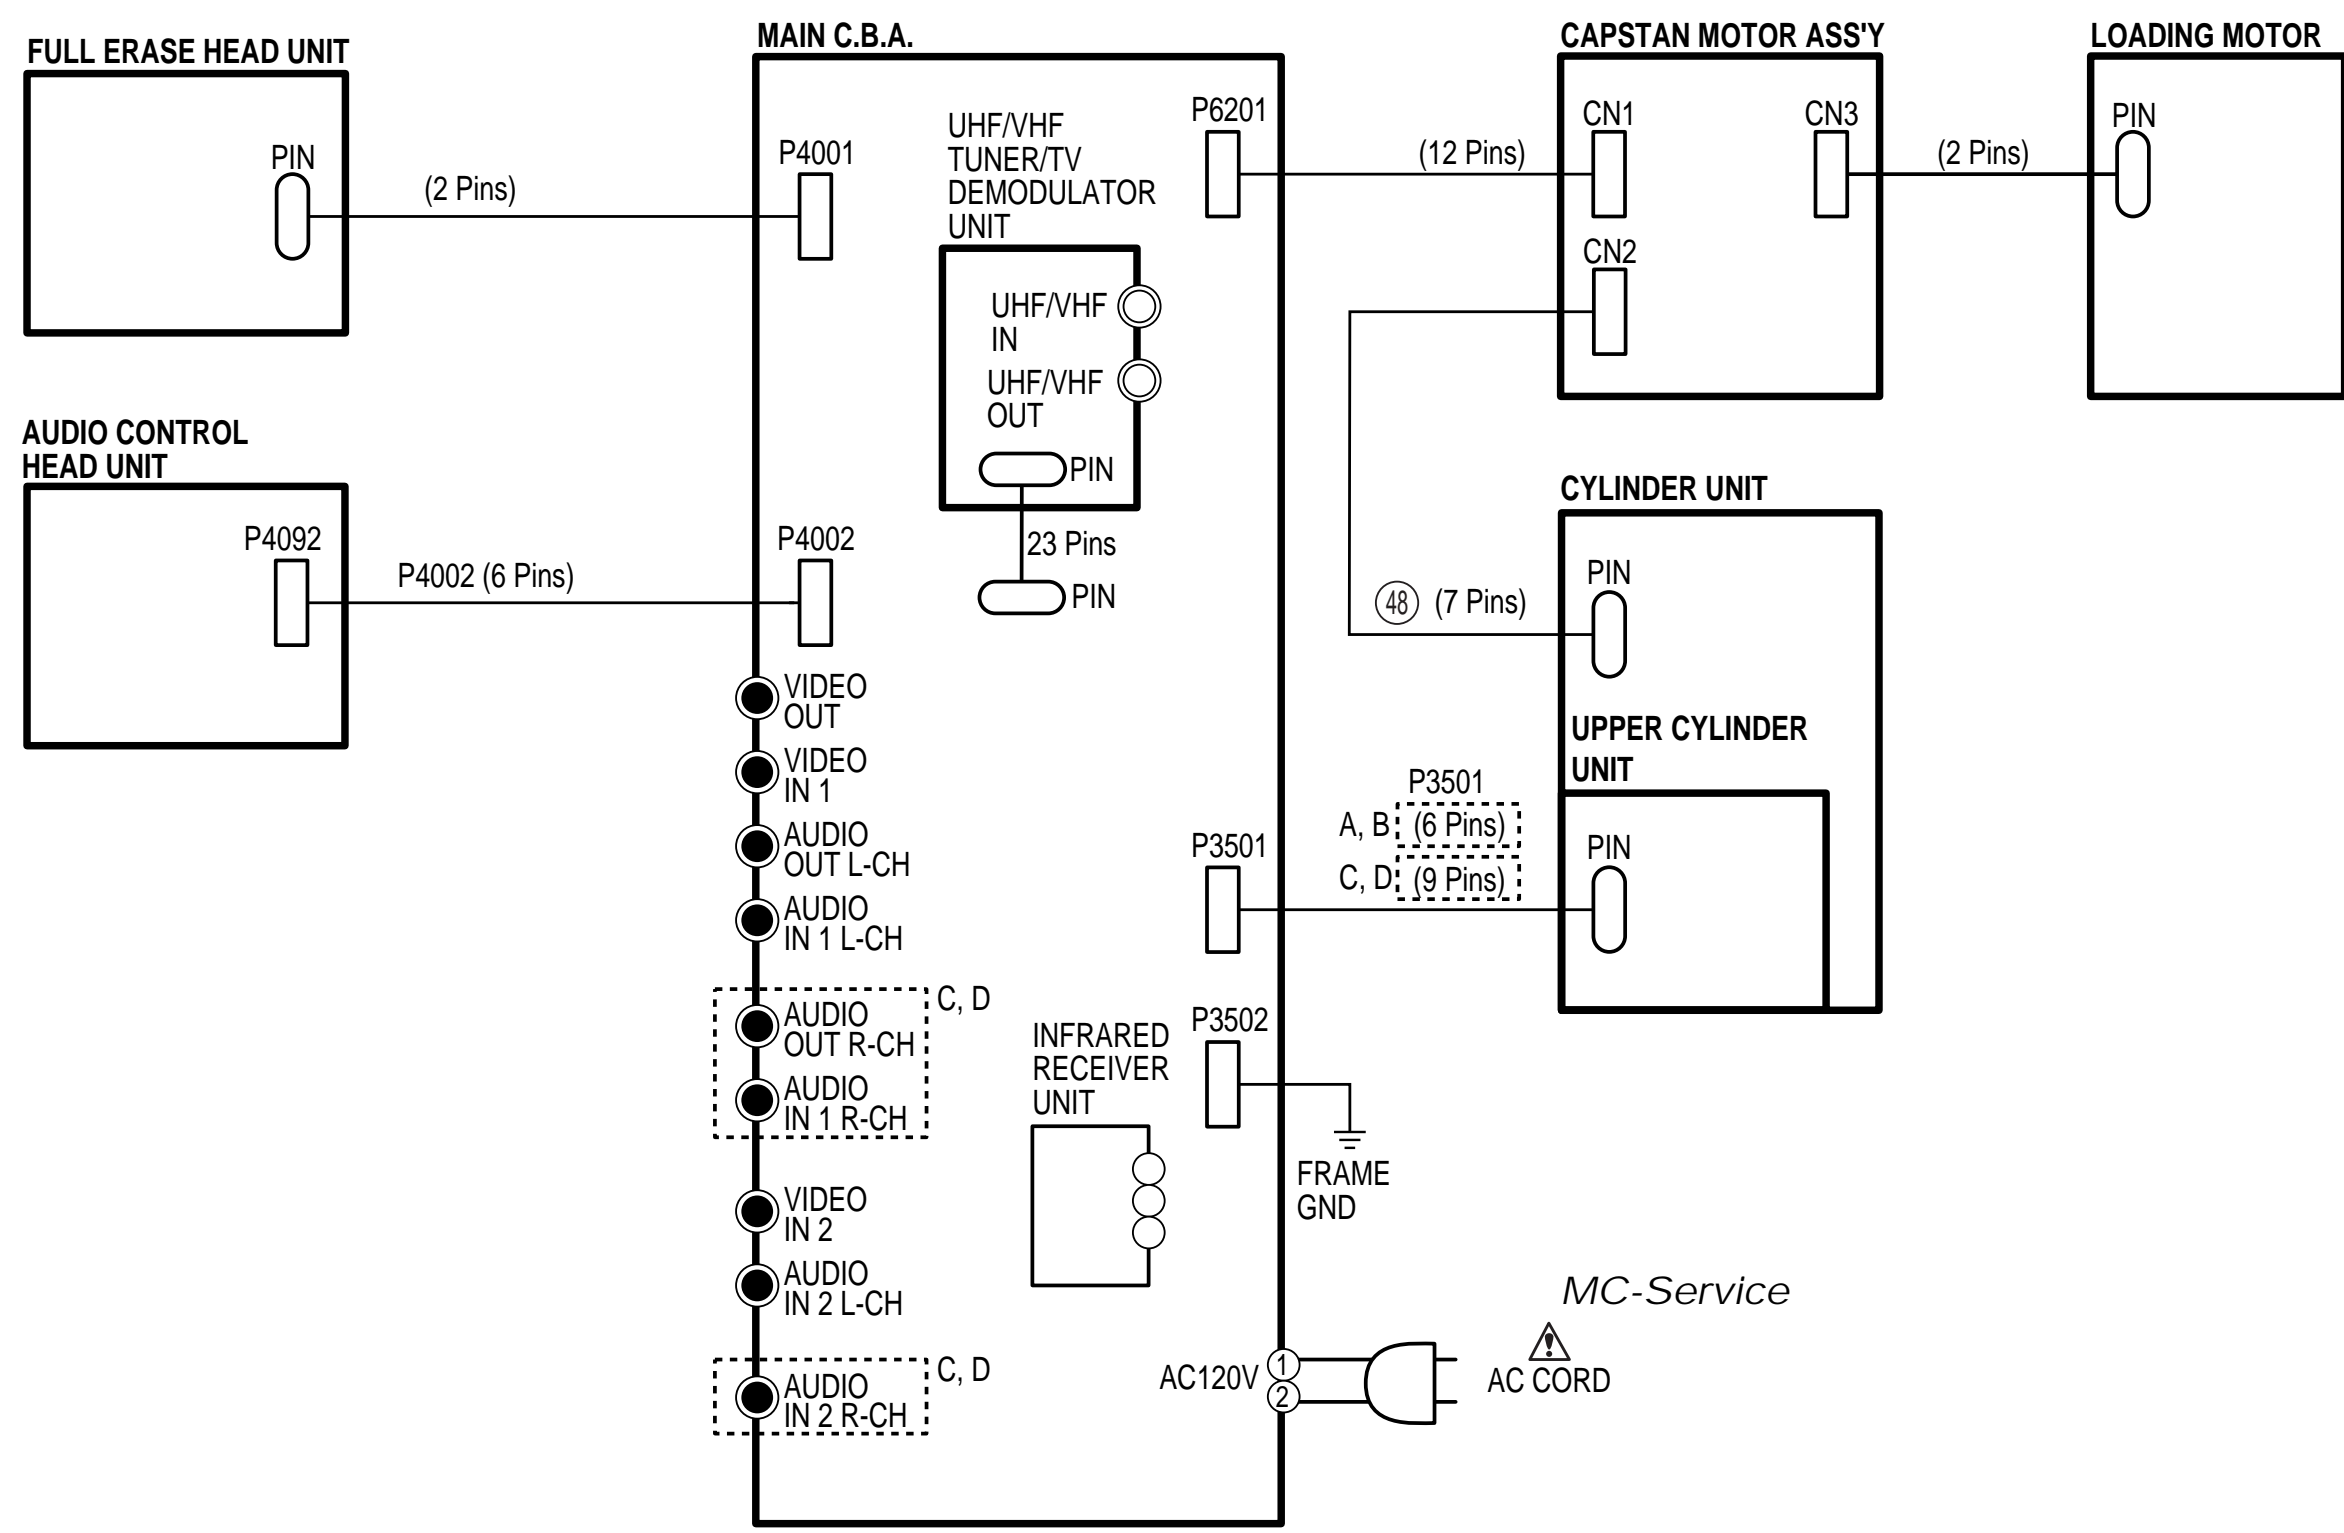 FULL ERASE HEAD UNIT
PIN
(2 Pins)
AUDIO CONTROL
HEAD UNIT
P4092
P4002 (6 Pins)
MAIN C.B.A.
P4001
UHF/VHF
TUNER/TV
DEMODULATOR
UNIT
UHF/VHF
IN
UHF/VHF
OUT
PIN
23 Pins
PIN
P4002
VIDEO
OUT
VIDEO
IN 1
AUDIO
OUT L-CH
AUDIO
IN 1 L-CH
C, D
AUDIO
OUT R-CH
AUDIO
IN 1 R-CH
VIDEO
IN 2
AUDIO
IN 2 L-CH
C, D
AUDIO
IN 2 R-CH
P6201
P3501
P3502
INFRARED
RECEIVER
UNIT
FRAME
GND
AC120V
1
2
AC CORD
MC-Service
(12 Pins)
CAPSTAN MOTOR ASS'Y
CN1
CN2
CN3
(2 Pins)
LOADING MOTOR
PIN
48 (7 Pins)
CYLINDER UNIT
PIN
UPPER CYLINDER
UNIT
PIN
P3501
A, B (6 Pins)
C, D (9 Pins)